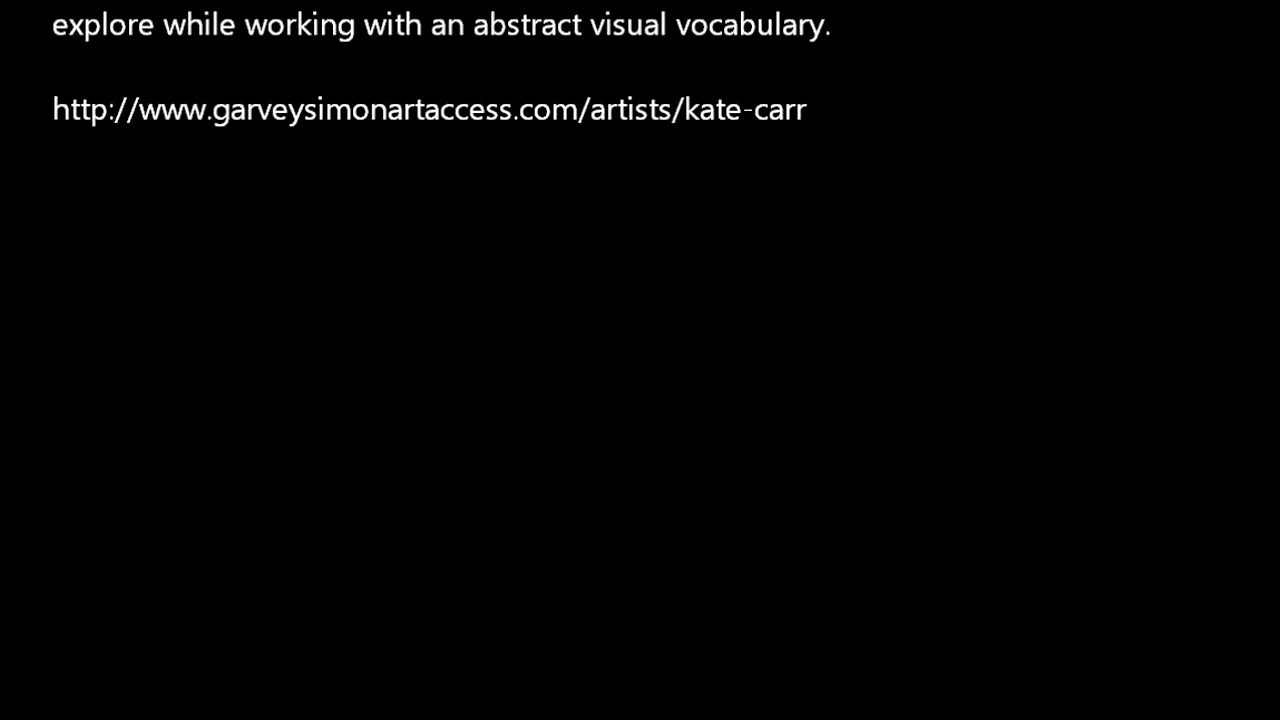 explore while working with an abstract visual vocabulary.
http://www.garveysimonartaccess.com/artists/kate-carr